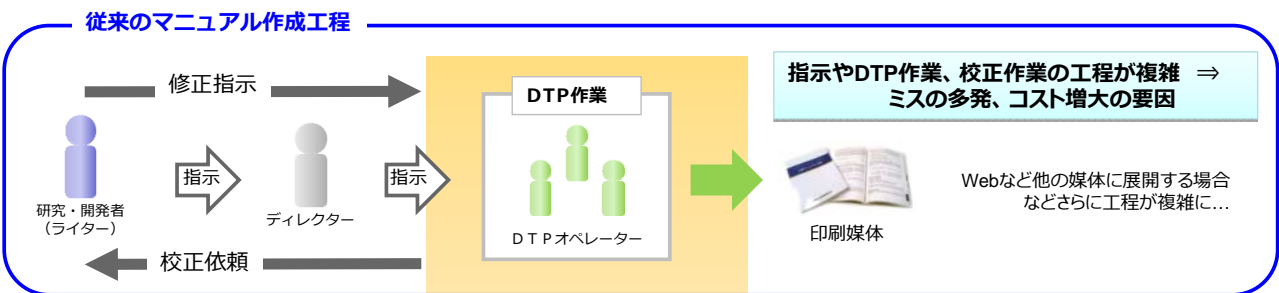 従来のマニュアル作成工程
修正指示
指示やDTP作業、校正作業の工程が複雑 ⇒
ミスの多発、コスト増大の要因
DTP作業
指示
指示
研究・開発者
（ライター）
ディレクター
ＤＴＰオペレーター
印刷媒体
Webなど他の媒体に展開する場合
などさらに工程が複雑に…
校正依頼